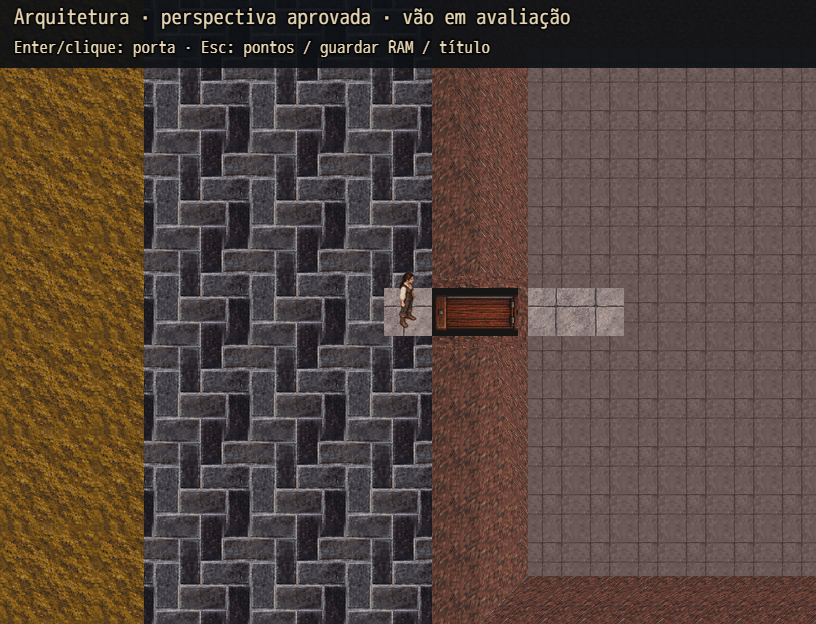 Arquitetura · perspectiva aprovada · vão em avaliação
Enter/clique: porta · Esc: pontos / guardar RAM / título